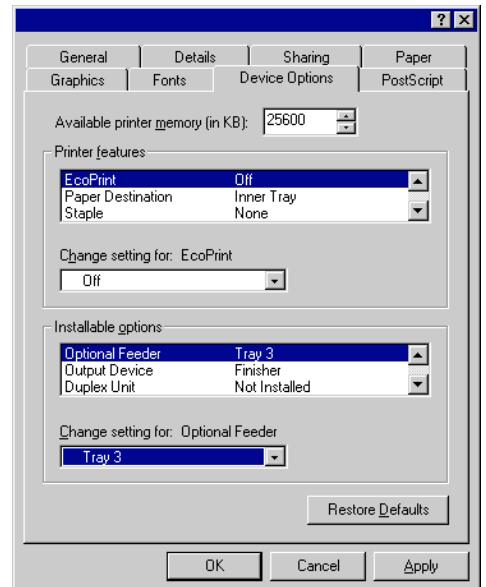 ? X
General Details Sharing Paper
Graphics Fonts Device Options PostScript
Available printer memory (in KB): 25600
Printer features
EcoPrint Off
Paper Destination Inner Tray
Staple None
Change setting for: EcoPrint
Off
Installable options
Optional Feeder Tray 3
Output Device Finisher
Duplex Unit Not Installed
Change setting for: Optional Feeder
Tray 3
Restore Defaults
OK Cancel Apply